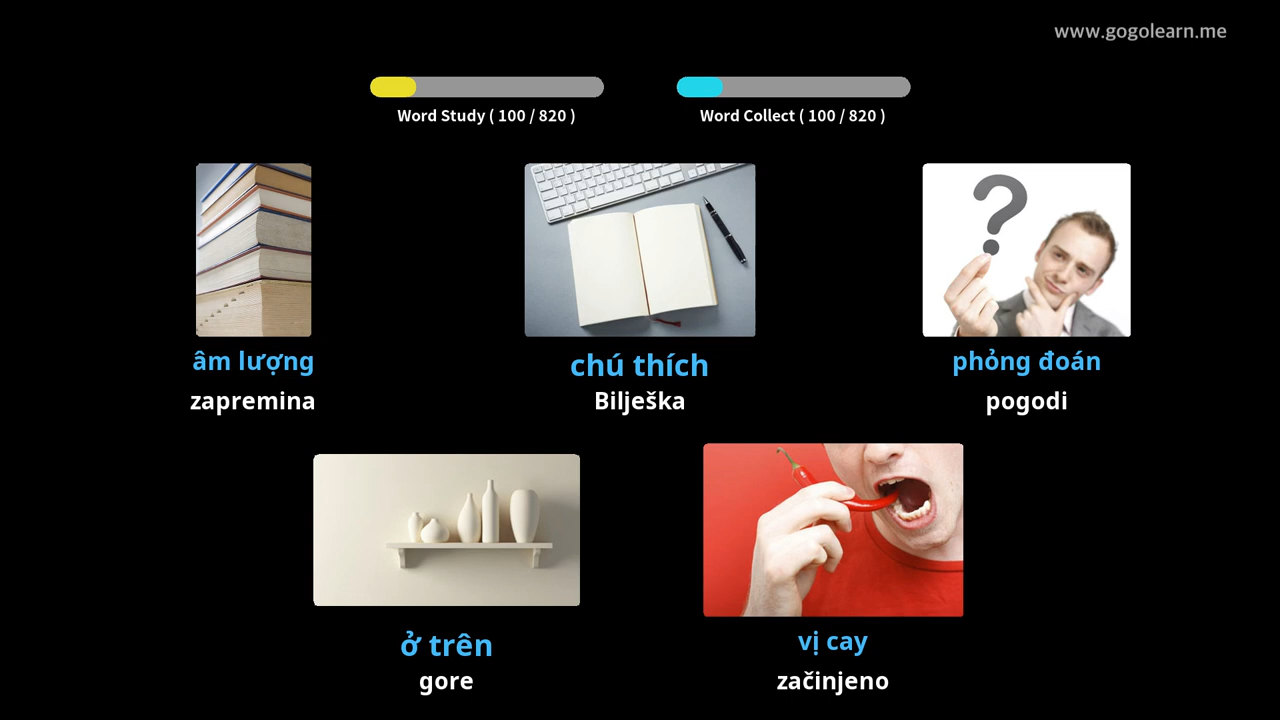 www.gogolearn.me
Word Study ( 100 / 820 )
Word Collect ( 100 / 820 )
âm lượng
zapremina
chú thích
Bilješka
phỏng đoán
pogodi
ở trên
gore
vị cay
začinjeno